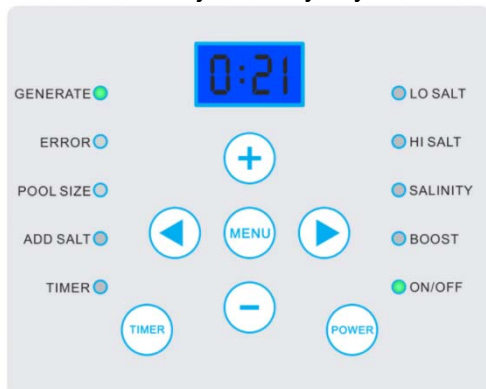 0:21
GENERATE LO SALT
ERROR HI SALT
+
POOL SIZE SALINITY
ADD SALT MENU BOOST
TIMER ON/OFF
−
TIMER POWER